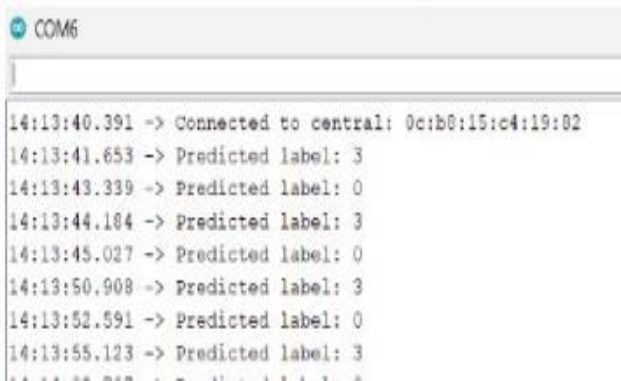 COM6
14:13:40.391 -> Connected to central: 0c:b8:15:c4:19:82
14:13:41.653 -> Predicted label: 3
14:13:43.339 -> Predicted label: 0
14:13:44.184 -> Predicted label: 3
14:13:45.027 -> Predicted label: 0
14:13:50.908 -> Predicted label: 3
14:13:52.591 -> Predicted label: 0
14:13:55.123 -> Predicted label: 3